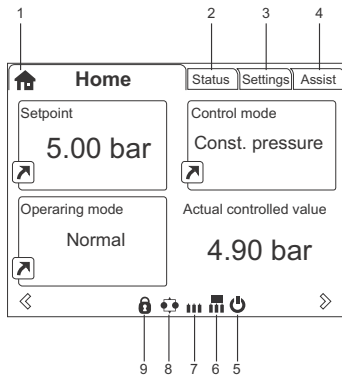 1 2 3 4
Home Status Settings Assist
Setpoint
5.00 bar
Control mode
Const. pressure
Operaring mode
Normal
Actual controlled value
4.90 bar
9 8 7 6 5